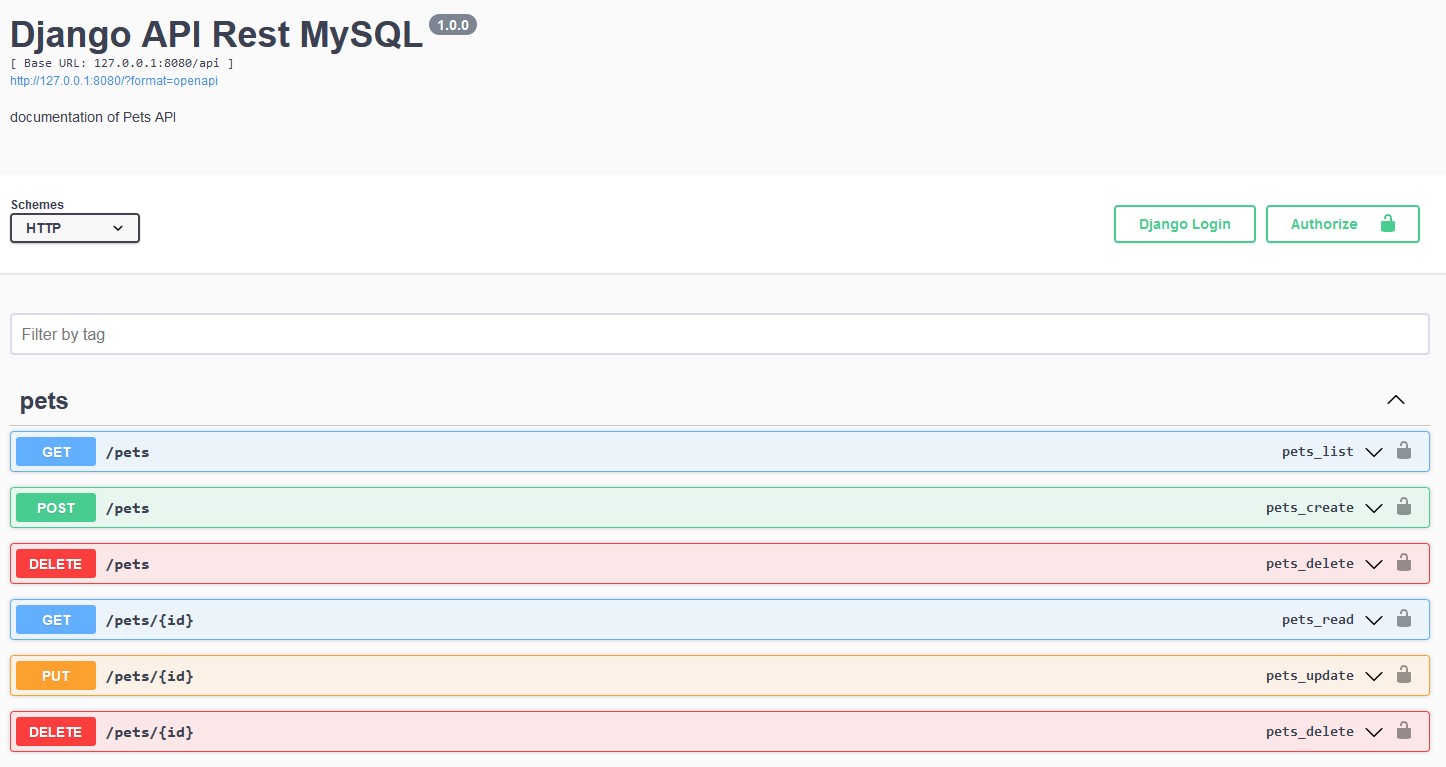 Django API Rest MySQL 1.0.0
[ Base URL: 127.0.0.1:8080/api ]
http://127.0.0.1:8080/?format=openapi
documentation of Pets API
Schemes
HTTP
Django Login
Authorize
Filter by tag
pets
GET /pets pets_list
POST /pets pets_create
DELETE /pets pets_delete
GET /pets/{id} pets_read
PUT /pets/{id} pets_update
DELETE /pets/{id} pets_delete